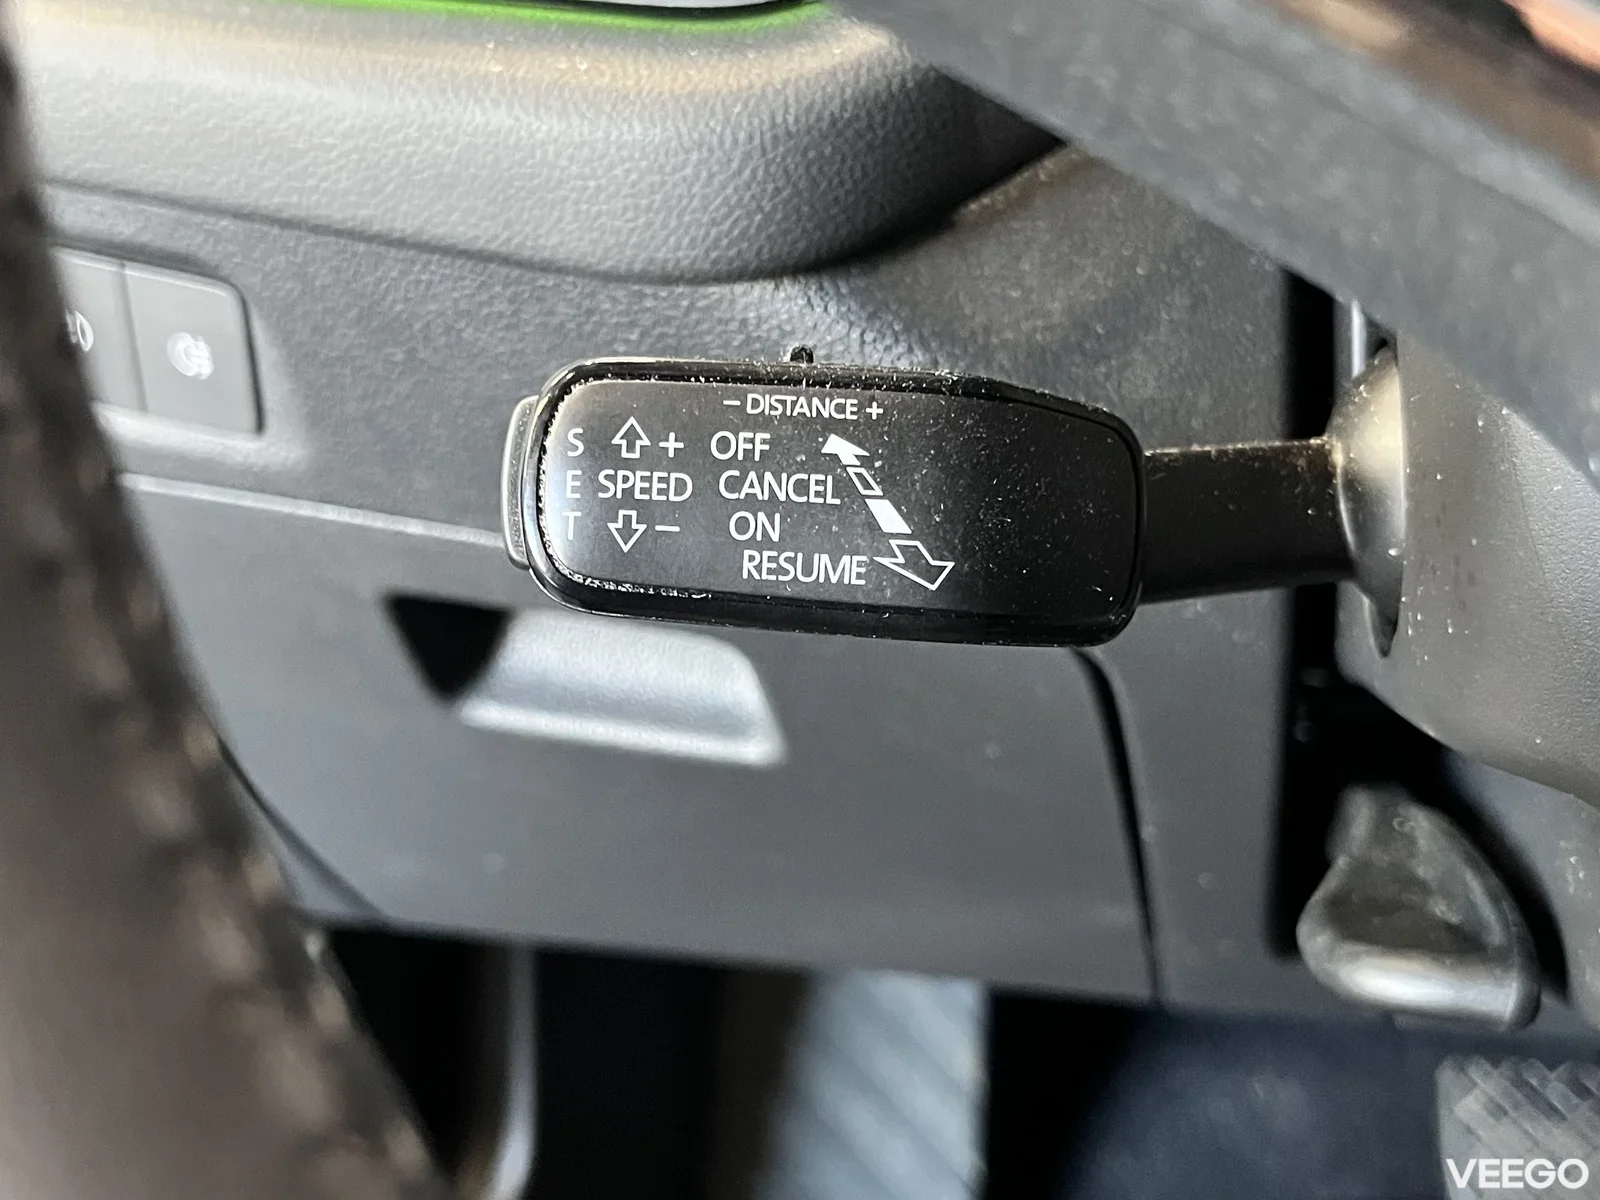 – DISTANCE +
S + OFF
E SPEED CANCEL
T – ON
RESUME
VEEGO